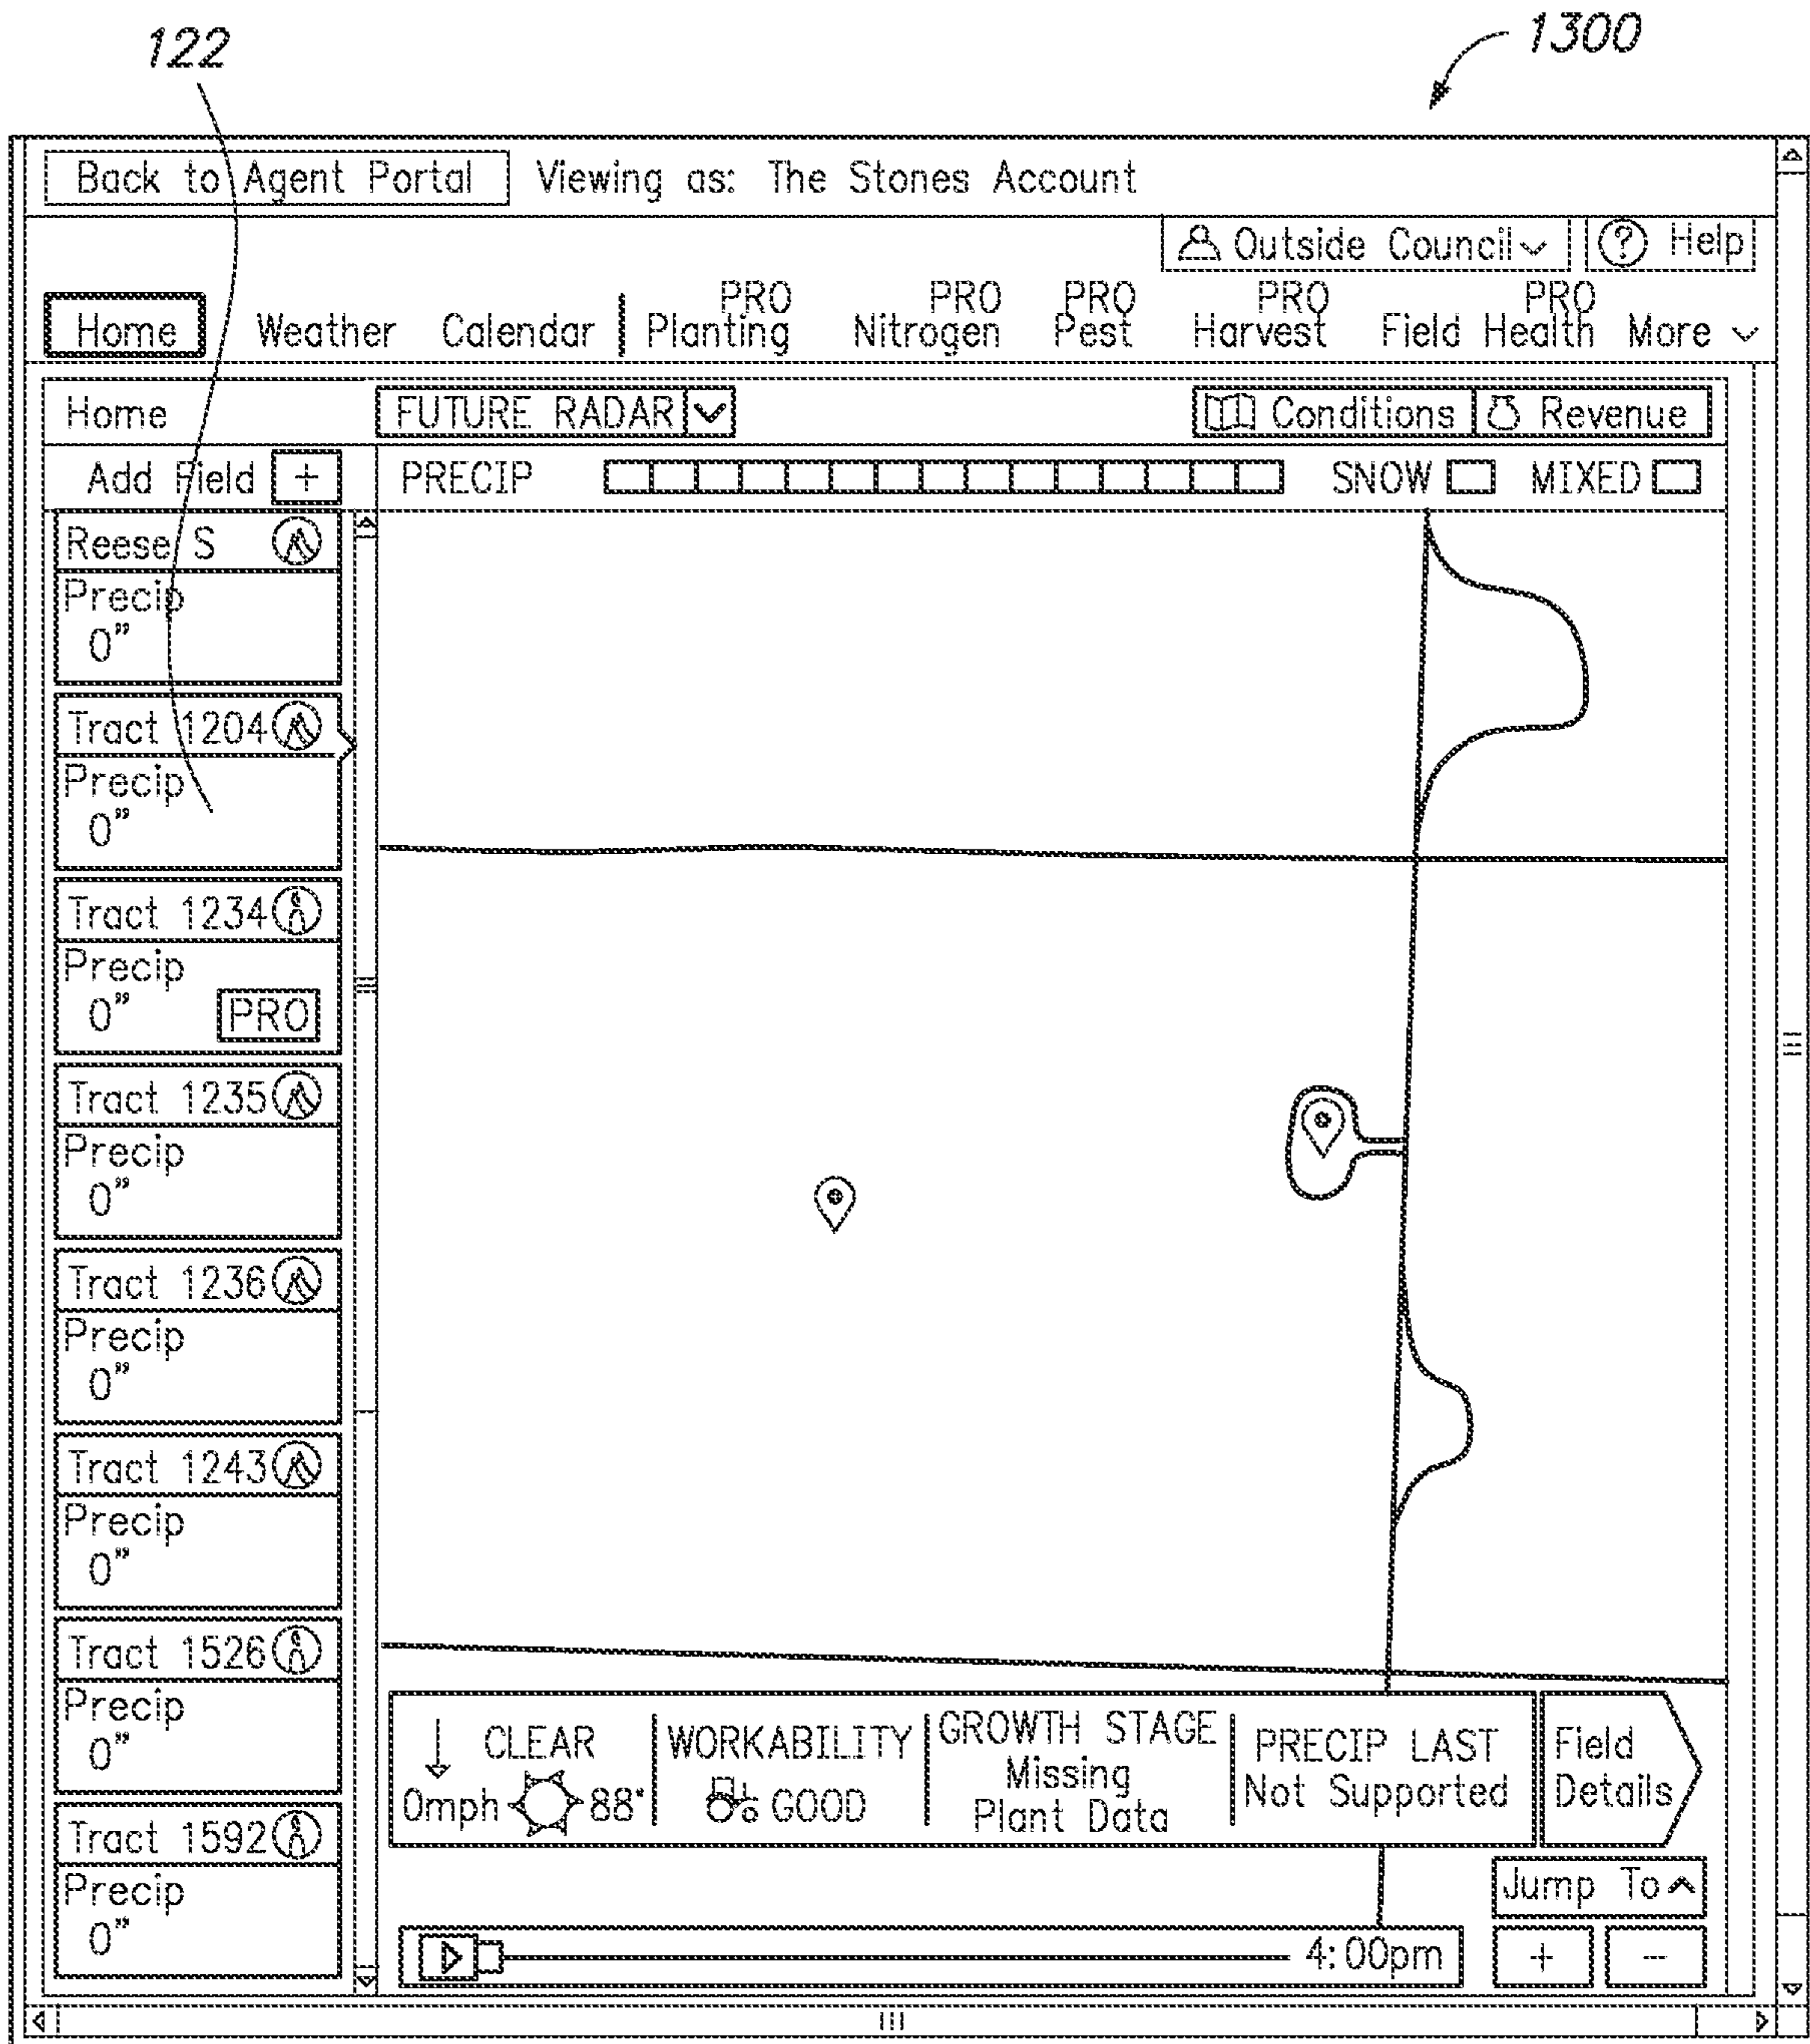 122
1300
Back to Agent Portal Viewing as: The Stones Account
Outside Council ? Help
PRO PRO PRO PRO PRO
Home Weather Calendar Planting Nitrogen Pest Harvest Field Health More
Home FUTURE RADAR Conditions Revenue
Add Field + PRECIP SNOW MIXED
Reese S
Precip
0”
Tract 1204
Precip
0”
Tract 1234
Precip
0” PRO
Tract 1235
Precip
0”
Tract 1236
Precip
0”
Tract 1243
Precip
0”
Tract 1526
Precip
0”
Tract 1592
Precip
0”
CLEAR
0mph 88°
WORKABILITY
GOOD
GROWTH STAGE
Missing
Plant Data
PRECIP LAST
Not Supported
Field
Details
Jump To
4:00pm + -